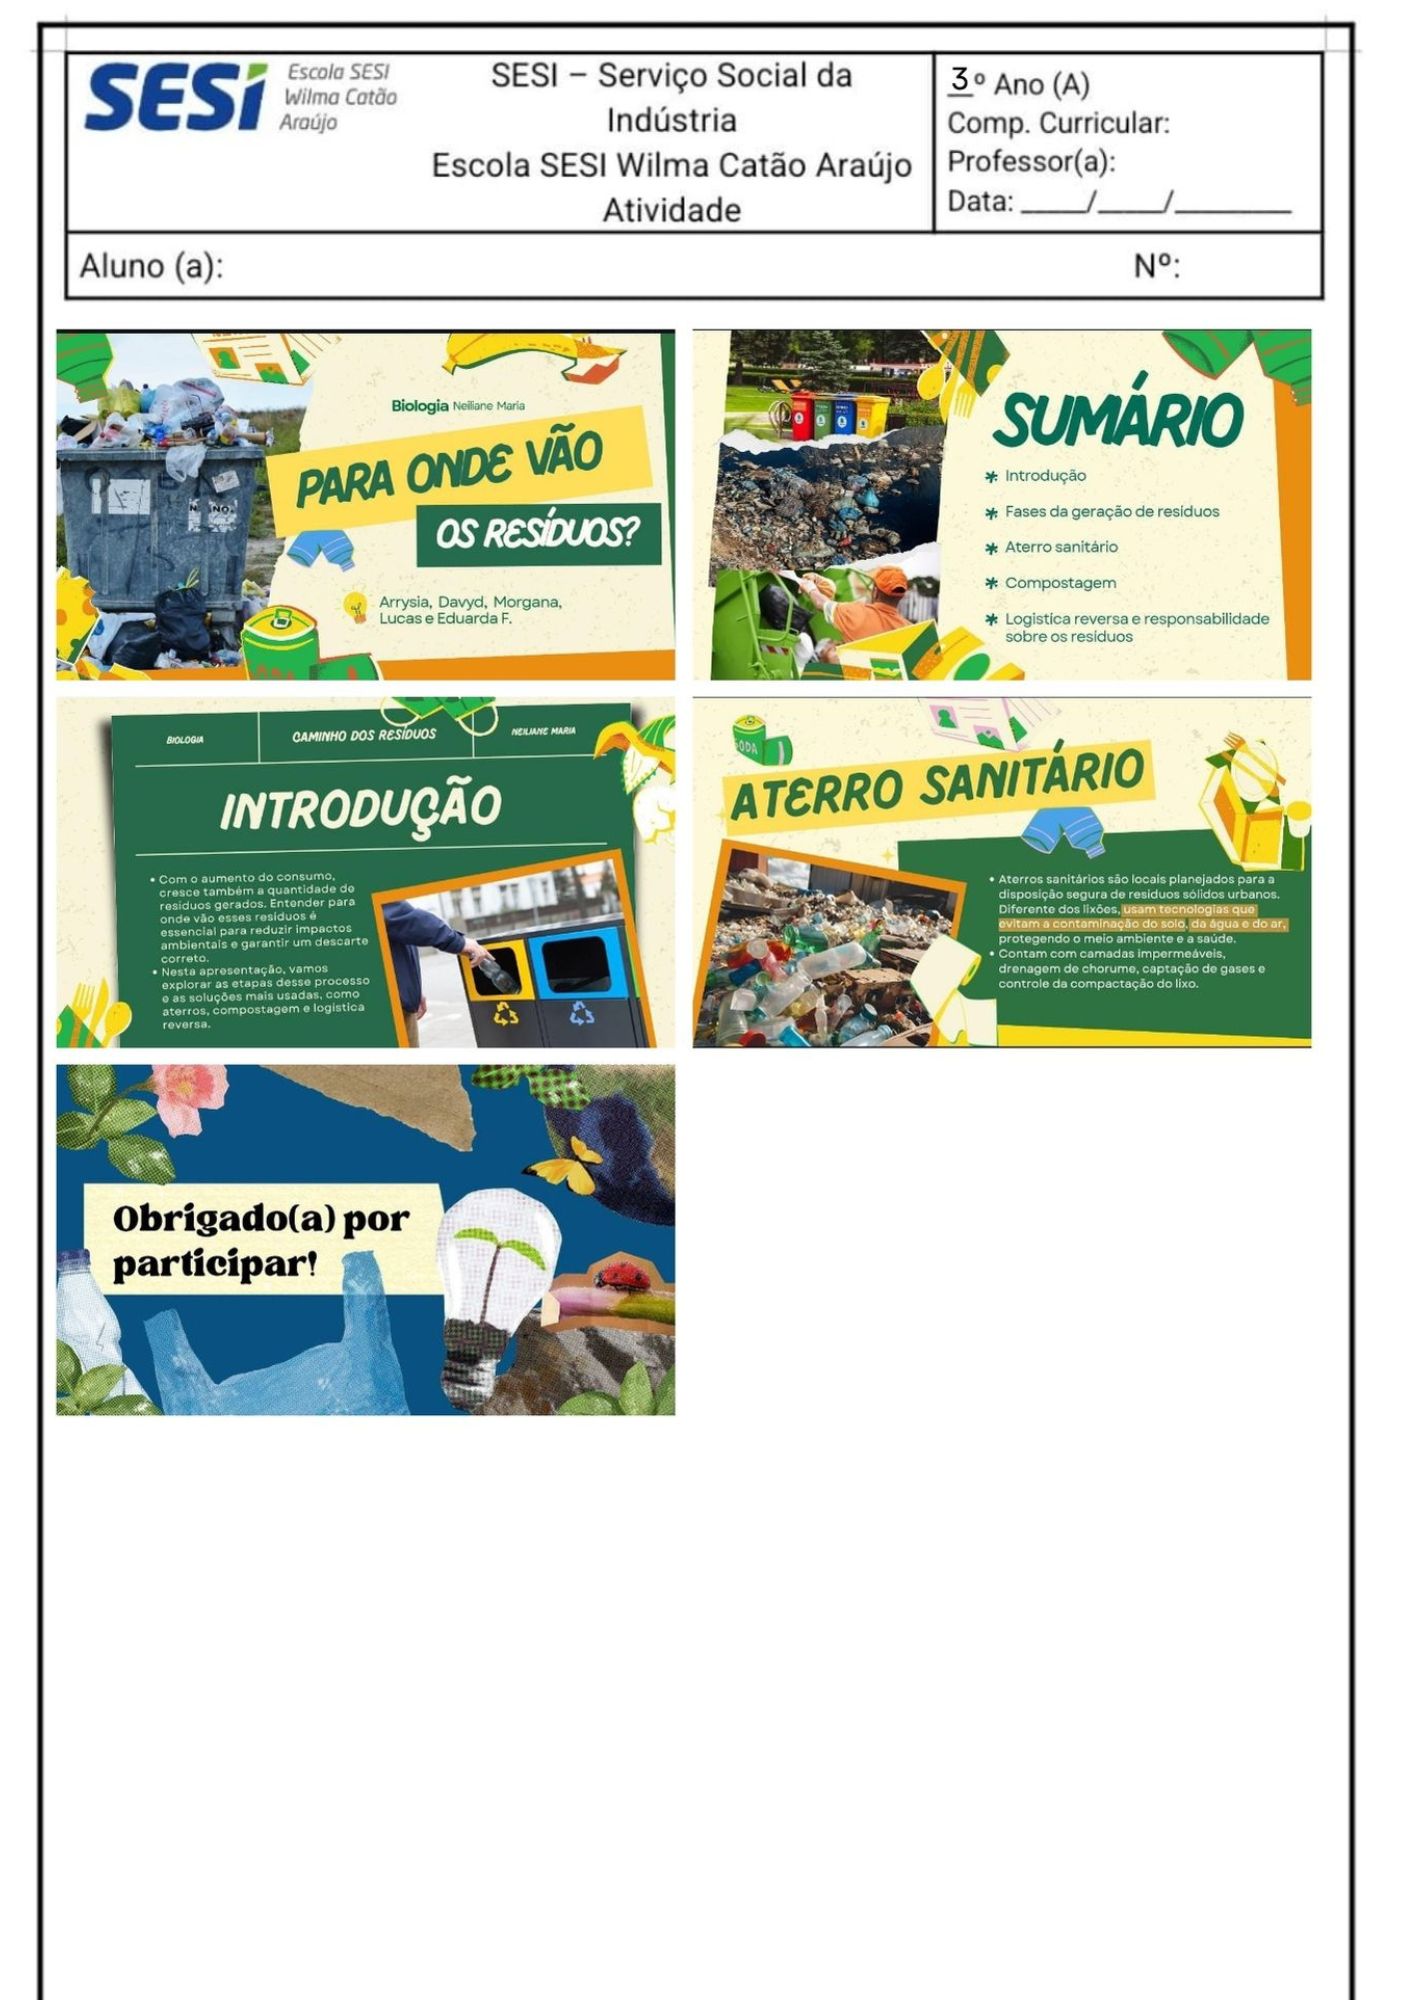 SESI
Escola SESI
Wilma Catão
Araújo
SESI – Serviço Social da
Indústria
Escola SESI Wilma Catão Araújo
Atividade
3º Ano (A)
Comp. Curricular:
Professor(a):
Data: ____/____/_______
Aluno (a):
Nº:
Biologia Neiliane Maria
PARA ONDE VÃO
OS RESÍDUOS?
Arrysia, Davyd, Morgana,
Lucas e Eduarda F.
SUMÁRIO
Introdução
Fases da geração de resíduos
Aterro sanitário
Compostagem
Logística reversa e responsabilidade
sobre os resíduos
BIOLOGIA
CAMINHO DOS RESÍDUOS
NEILIANE MARIA
INTRODUÇÃO
• Com o aumento do consumo,
cresce também a quantidade de
resíduos gerados. Entender para
onde vão esses resíduos é
essencial para reduzir impactos
ambientais e garantir um descarte
correto.
• Nesta apresentação, vamos
explorar as etapas desse processo
e as soluções mais usadas, como
aterros, compostagem e logística
reversa.
SODA
ATERRO SANITÁRIO
• Aterros sanitários são locais planejados para a
disposição segura de resíduos sólidos urbanos.
Diferente dos lixões, usam tecnologias que
evitam a contaminação do solo, da água e do ar,
protegendo o meio ambiente e a saúde.
• Contam com camadas impermeáveis,
drenagem de chorume, captação de gases e
controle da compactação do lixo.
Obrigado(a) por
participar!